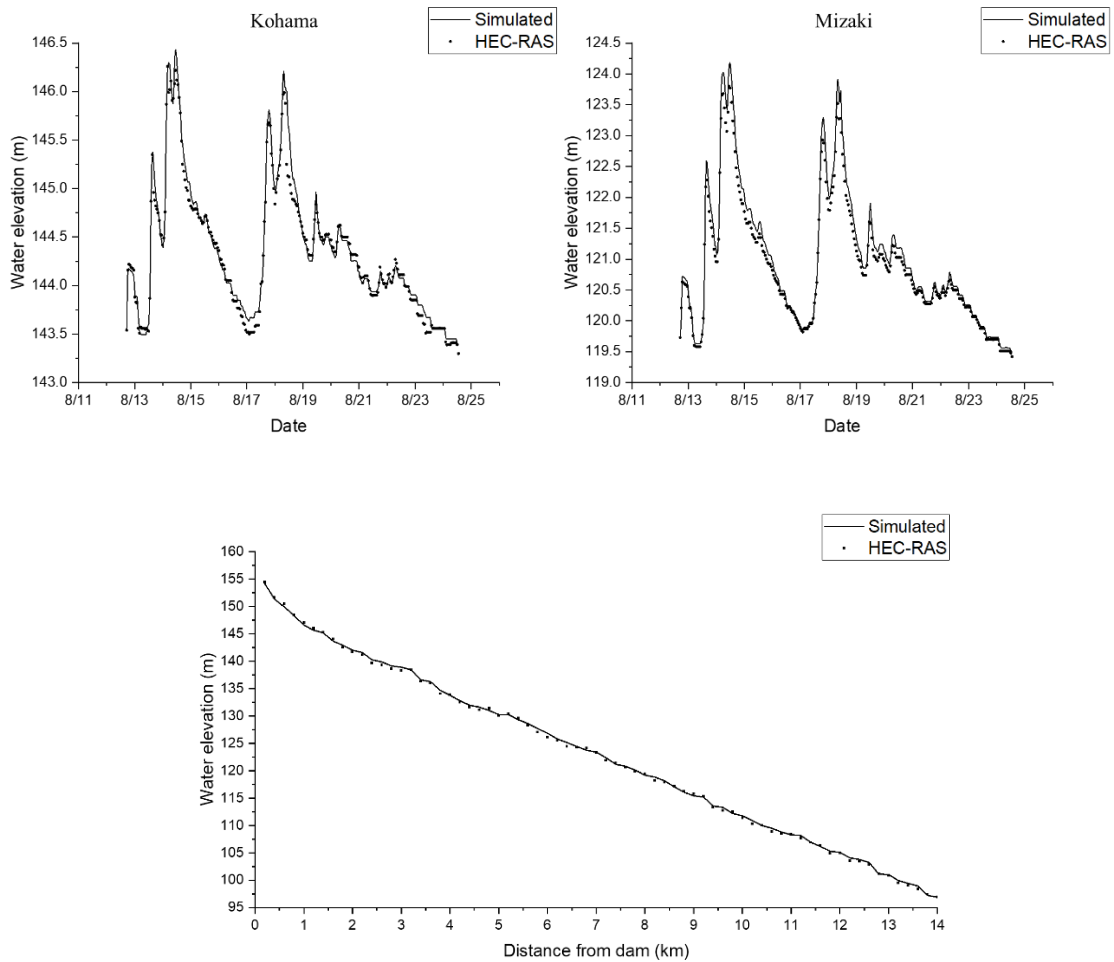 Kohama
Simulated
HEC-RAS
146.5
146.0
145.5
145.0
144.5
144.0
143.5
143.0
Water elevation (m)
8/11 8/13 8/15 8/17 8/19 8/21 8/23 8/25
Date
Mizaki
Simulated
HEC-RAS
124.5
124.0
123.5
123.0
122.5
122.0
121.5
121.0
120.5
120.0
119.5
119.0
Water elevation (m)
8/11 8/13 8/15 8/17 8/19 8/21 8/23 8/25
Date
Simulated
HEC-RAS
160
155
150
145
140
135
130
125
120
115
110
105
100
95
Water elevation (m)
0 1 2 3 4 5 6 7 8 9 10 11 12 13 14
Distance from dam (km)